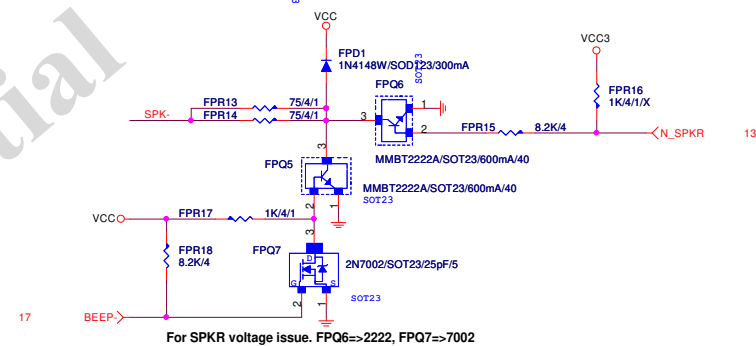 VCC
FPD1
1N4148W/SOD123/300mA
SOT23
VCC3
FPQ6
FPR16
1K/4/1/X
FPR13 75/4/1
SPK- FPR14 75/4/1
3
1
2
FPR15 8.2K/4
N_SPKR 13
MMBT2222A/SOT23/600mA/40
3
FPQ5
MMBT2222A/SOT23/600mA/40
SOT23
2
1
VCC FPR17 1K/4/1
3
FPR18
8.2K/4
FPQ7
D
G
S
2N7002/SOT23/25pF/5
SOT23
2
1
17 BEEP-
For SPKR voltage issue. FPQ6=>2222, FPQ7=>7002
tial